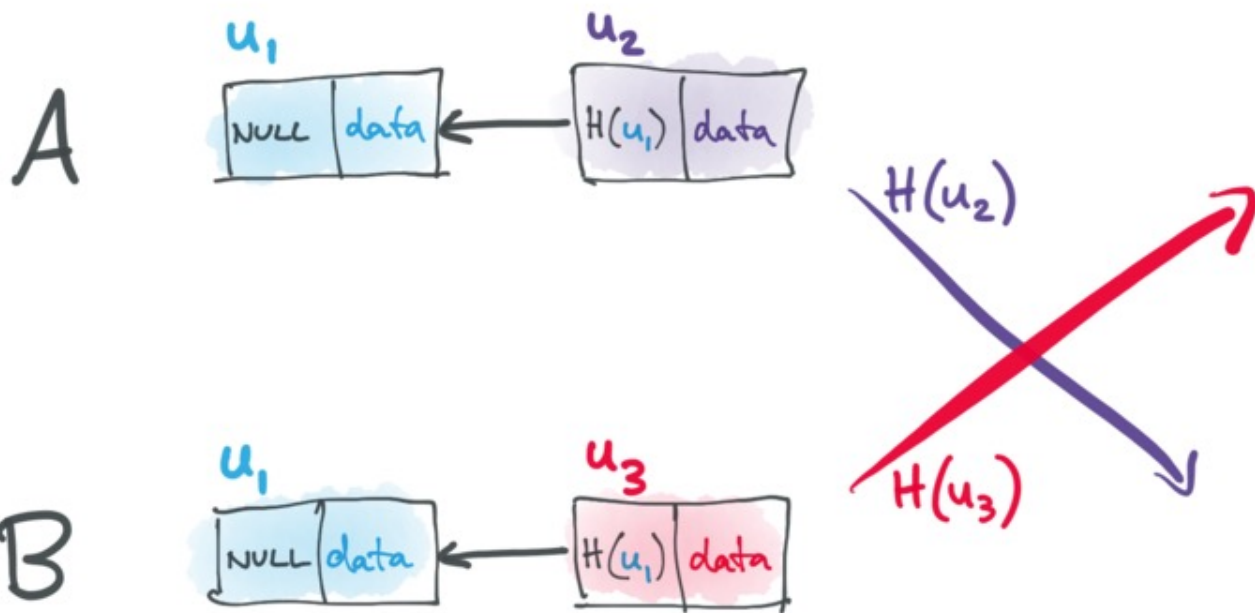 u₁ u₂
A NULL data H(u₁) data
H(u₂)
u₁ u₃
H(u₃)
B NULL data H(u₁) data